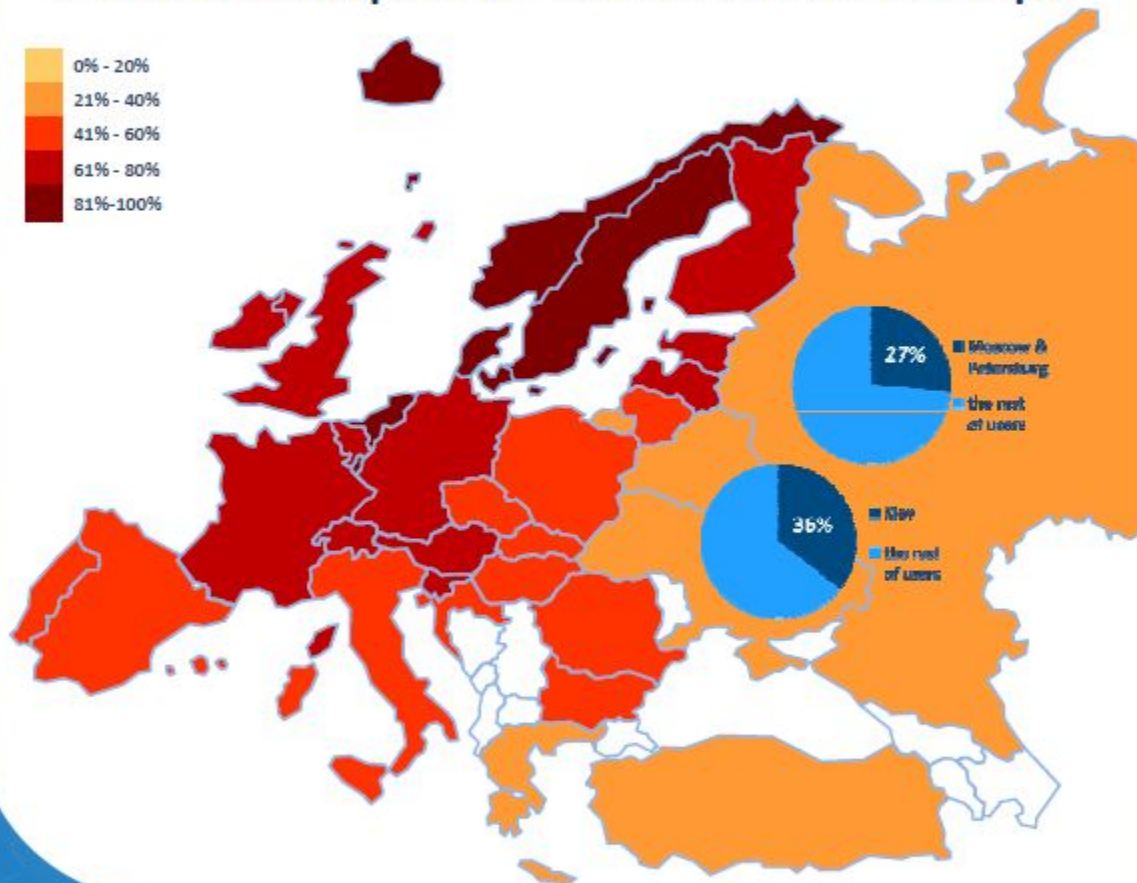 0% - 20%
21% - 40%
41% - 60%
61% - 80%
81%-100%
27%
Moscow &
Petersburg
the rest
of users
36%
Kiev
the rest
of users